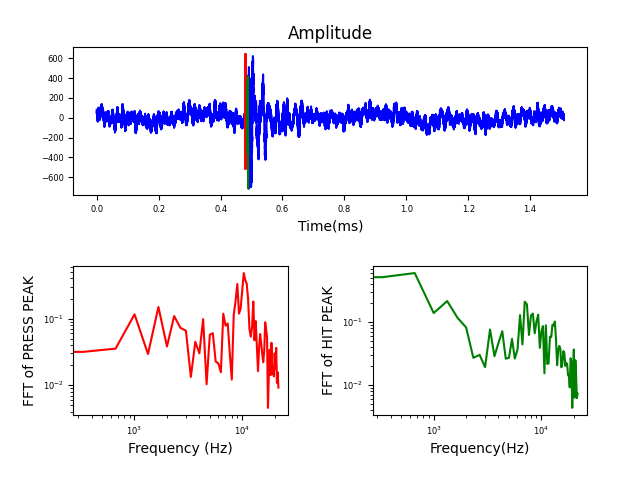 Amplitude
600
400
200
0
−200
−400
−600
0.0 0.2 0.4 0.6 0.8 1.0 1.2 1.4
Time(ms)
FFT of PRESS PEAK
10⁻¹
10⁻²
10³ 10⁴
Frequency (Hz)
FFT of HIT PEAK
10⁻¹
10⁻²
10³ 10⁴
Frequency(Hz)